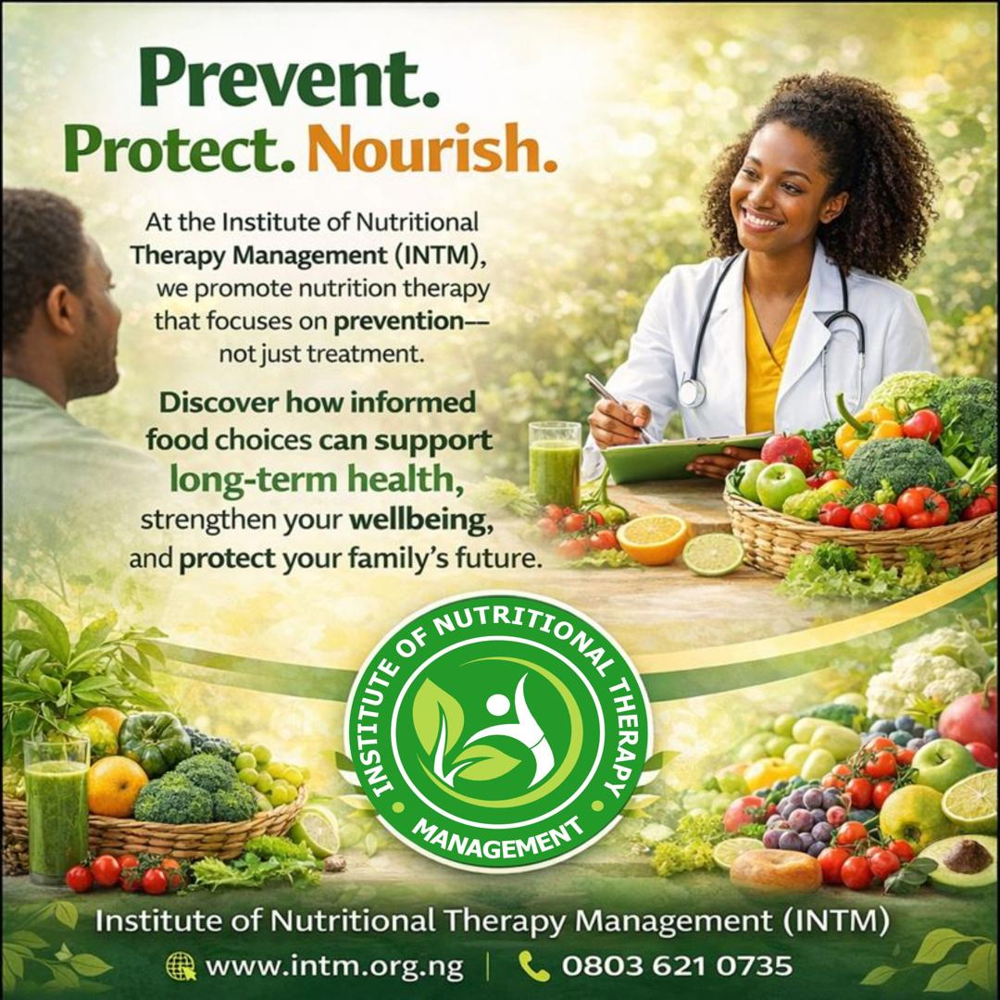 Prevent.
Protect. Nourish.
At the Institute of Nutritional
Therapy Management (INTM),
we promote nutrition therapy
that focuses on prevention—
not just treatment.
Discover how informed
food choices can support
long-term health,
strengthen your wellbeing,
and protect your family's future.
INSTITUTE OF NUTRITIONAL THERAPY
MANAGEMENT
Institute of Nutritional Therapy Management (INTM)
www.intm.org.ng | 0803 621 0735